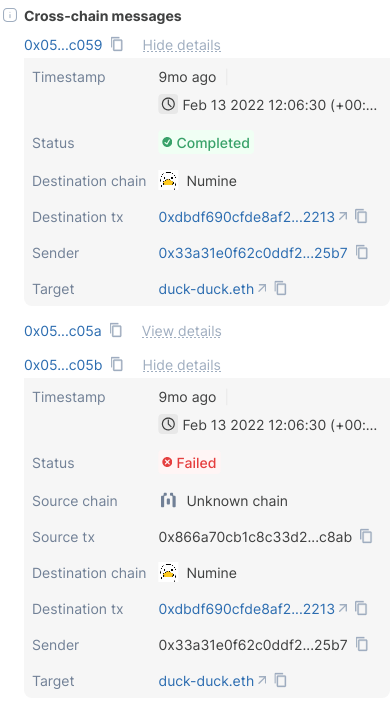 Cross-chain messages
0x05...c059 Hide details
Timestamp 9mo ago
Feb 13 2022 12:06:30 (+00:...
Status Completed
Destination chain Numine
Destination tx 0xdbdf690cfde8af2...2213
Sender 0x33a31e0f62c0ddf2...25b7
Target duck-duck.eth
0x05...c05a View details
0x05...c05b Hide details
Timestamp 9mo ago
Feb 13 2022 12:06:30 (+00:...
Status Failed
Source chain Unknown chain
Source tx 0x866a70cb1c8c33d2...c8ab
Destination chain Numine
Destination tx 0xdbdf690cfde8af2...2213
Sender 0x33a31e0f62c0ddf2...25b7
Target duck-duck.eth